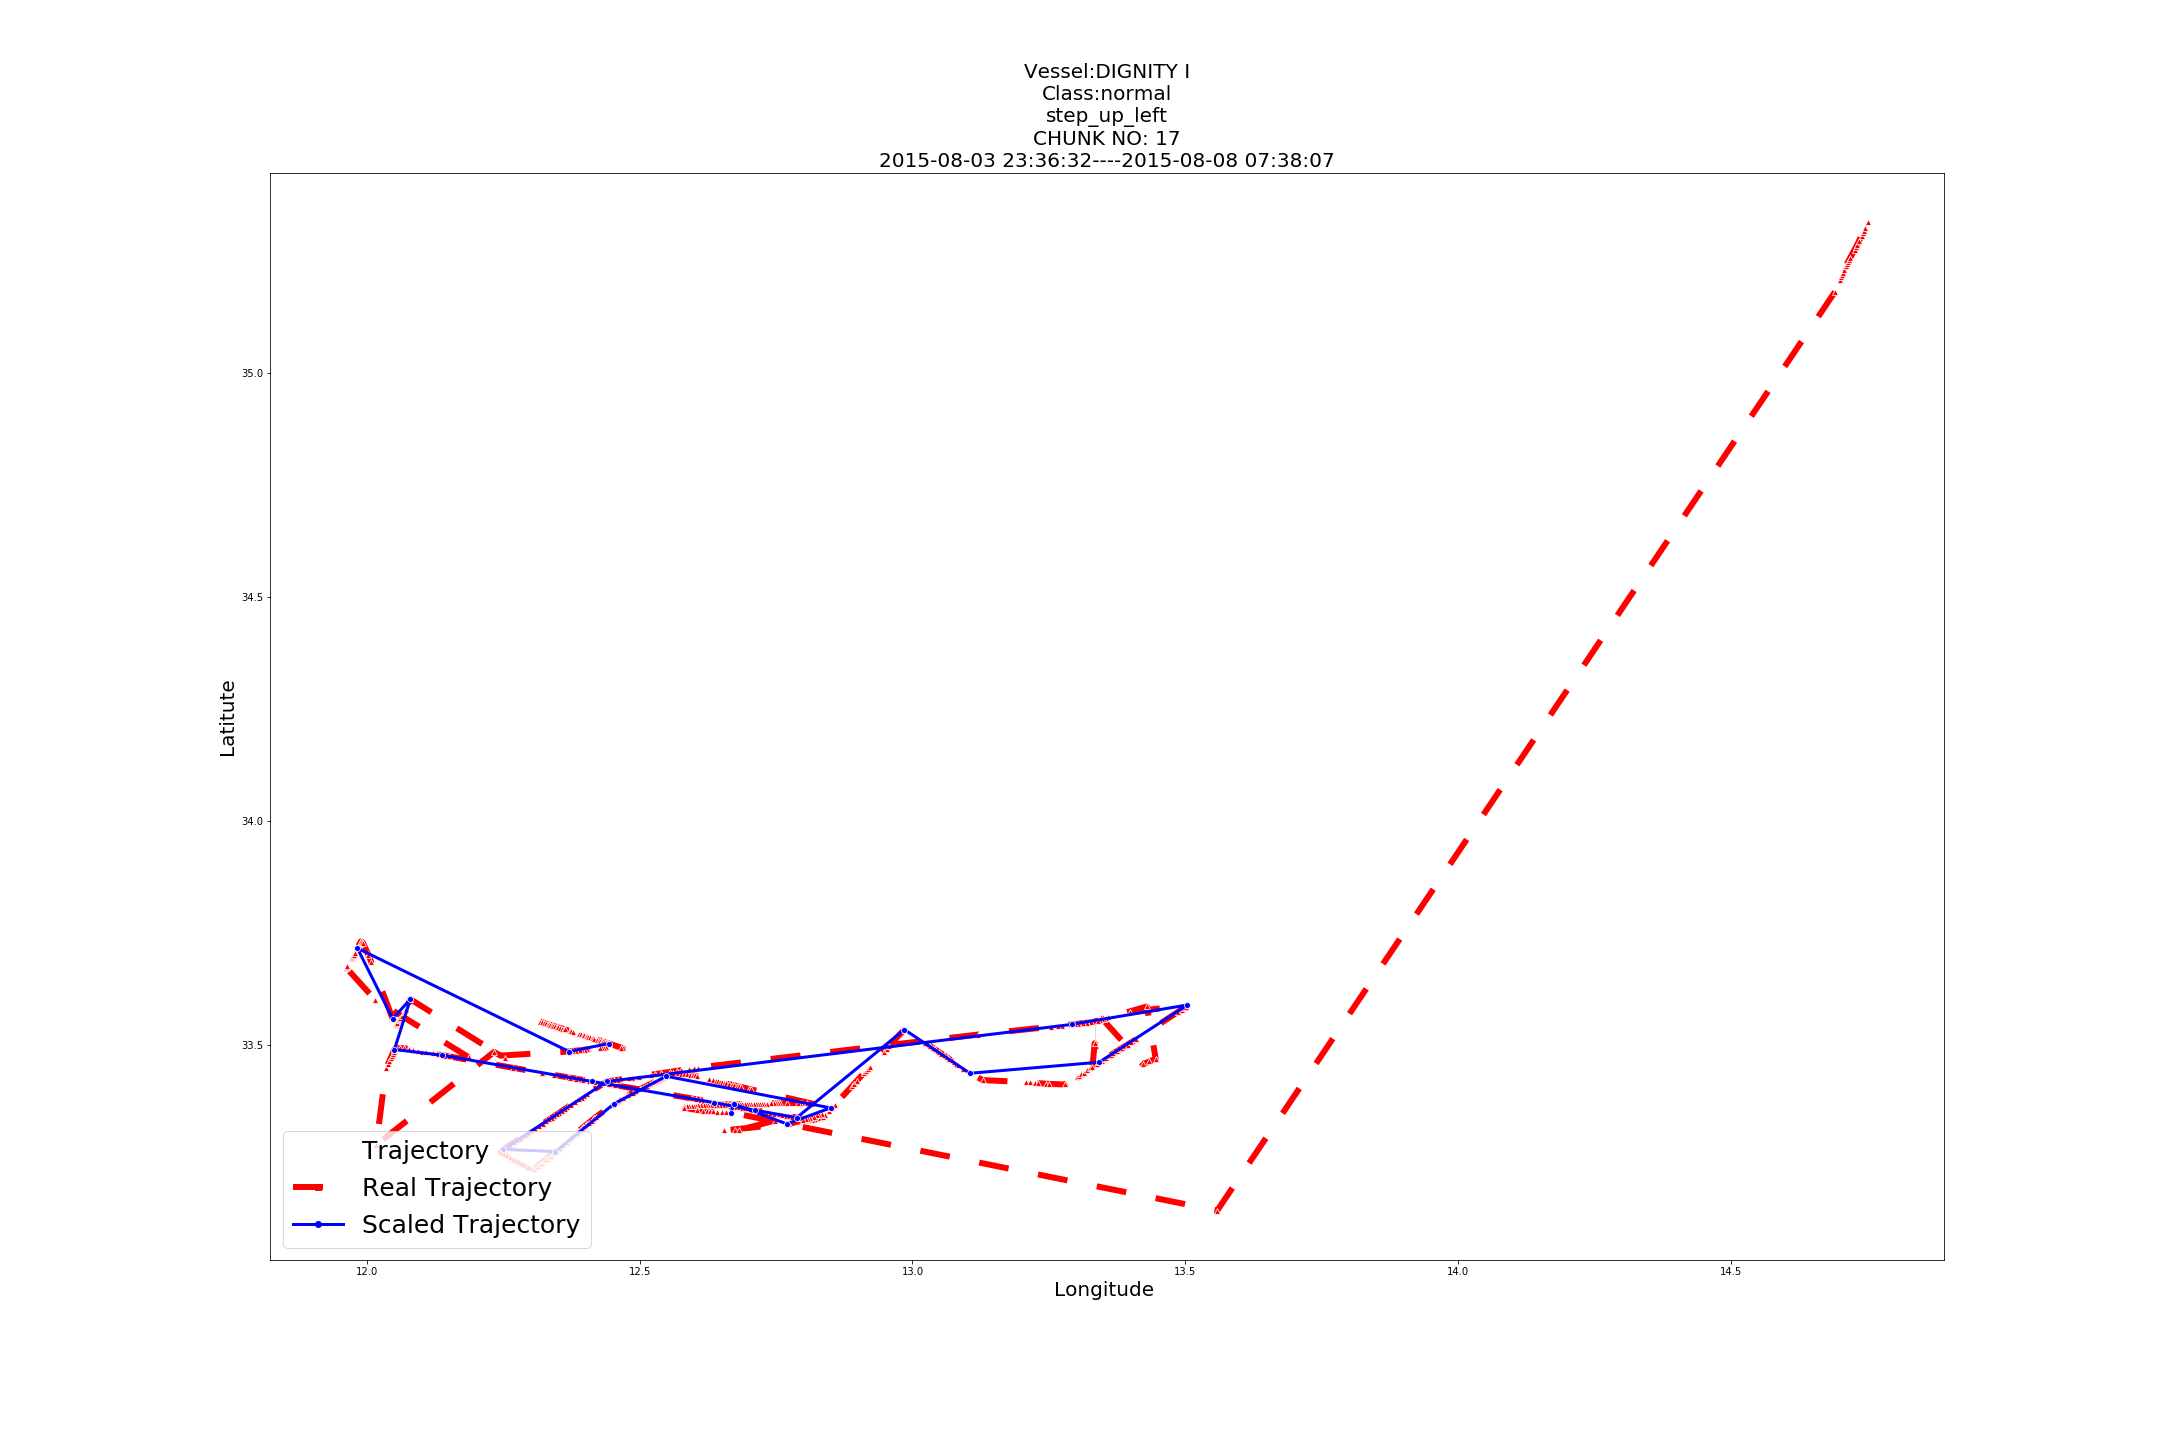 Vessel:DIGNITY I
Class:normal
step_up_left
CHUNK NO: 17
2015-08-03 23:36:32----2015-08-08 07:38:07
Latitute
35.0
34.5
34.0
33.5
Trajectory
Real Trajectory
Scaled Trajectory
12.0 12.5 13.0 13.5 14.0 14.5
Longitude